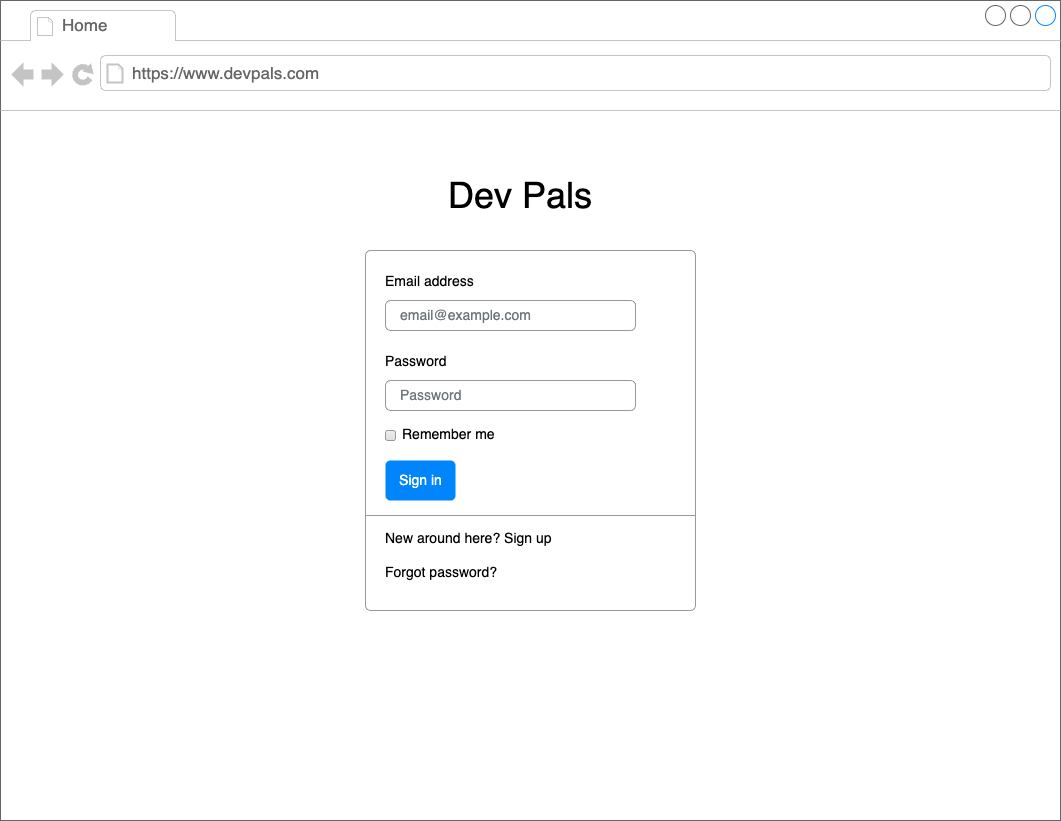 Home
https://www.devpals.com
Dev Pals
Email address
email@example.com
Password
Password
Remember me
Sign in
New around here? Sign up
Forgot password?